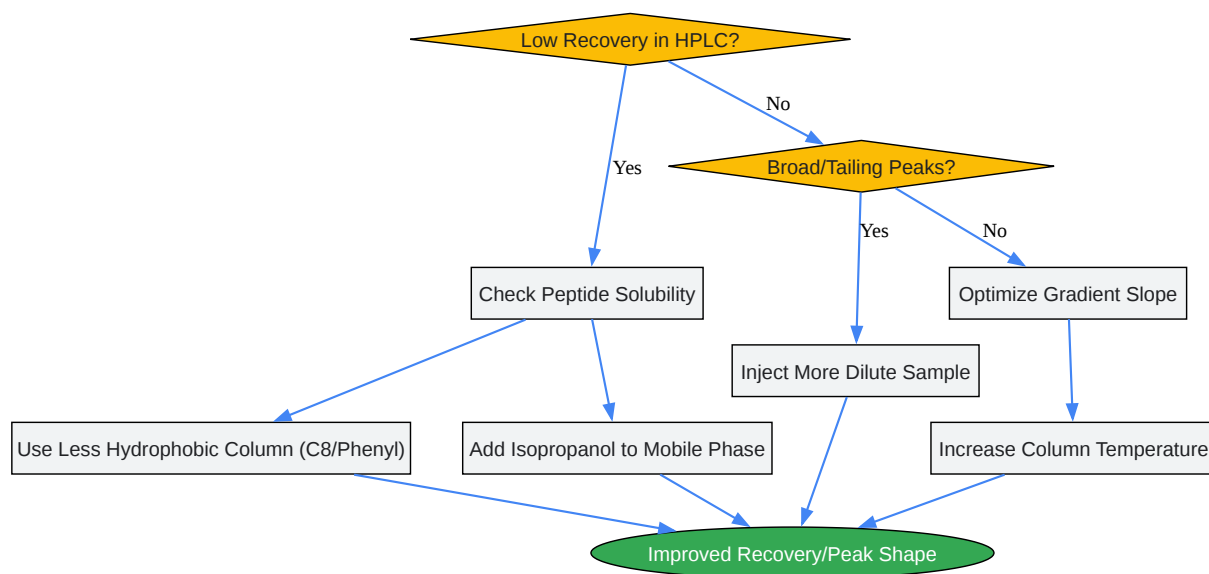 Low Recovery in HPLC?
No
Yes
Broad/Tailing Peaks?
Yes
No
Check Peptide Solubility
Optimize Gradient Slope
Inject More Dilute Sample
Use Less Hydrophobic Column (C8/Phenyl)
Add Isopropanol to Mobile Phase
Increase Column Temperature
Improved Recovery/Peak Shape